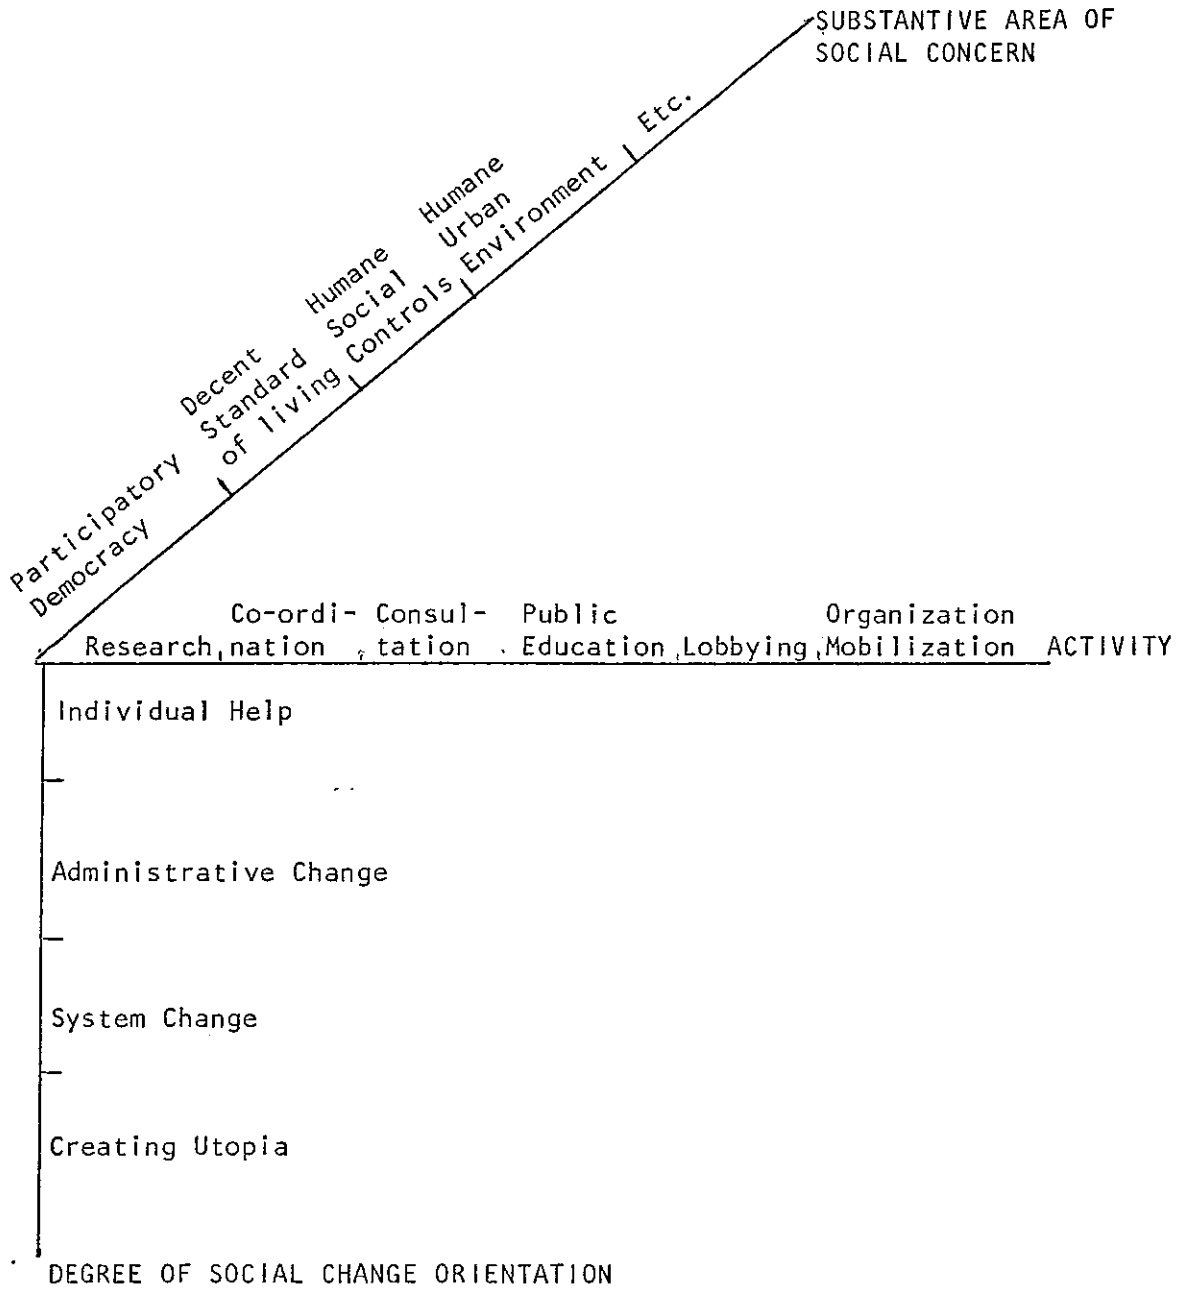 SUBSTANTIVE AREA OF
SOCIAL CONCERN
Etc.
Humane
Urban
Environment
Humane
Social
Controls
Decent
Standard
of living
Participatory
Democracy
Co-ordi- Consul- Public Organization
Research nation tation Education Lobbying Mobilization ACTIVITY
Individual Help
Administrative Change
System Change
Creating Utopia
DEGREE OF SOCIAL CHANGE ORIENTATION